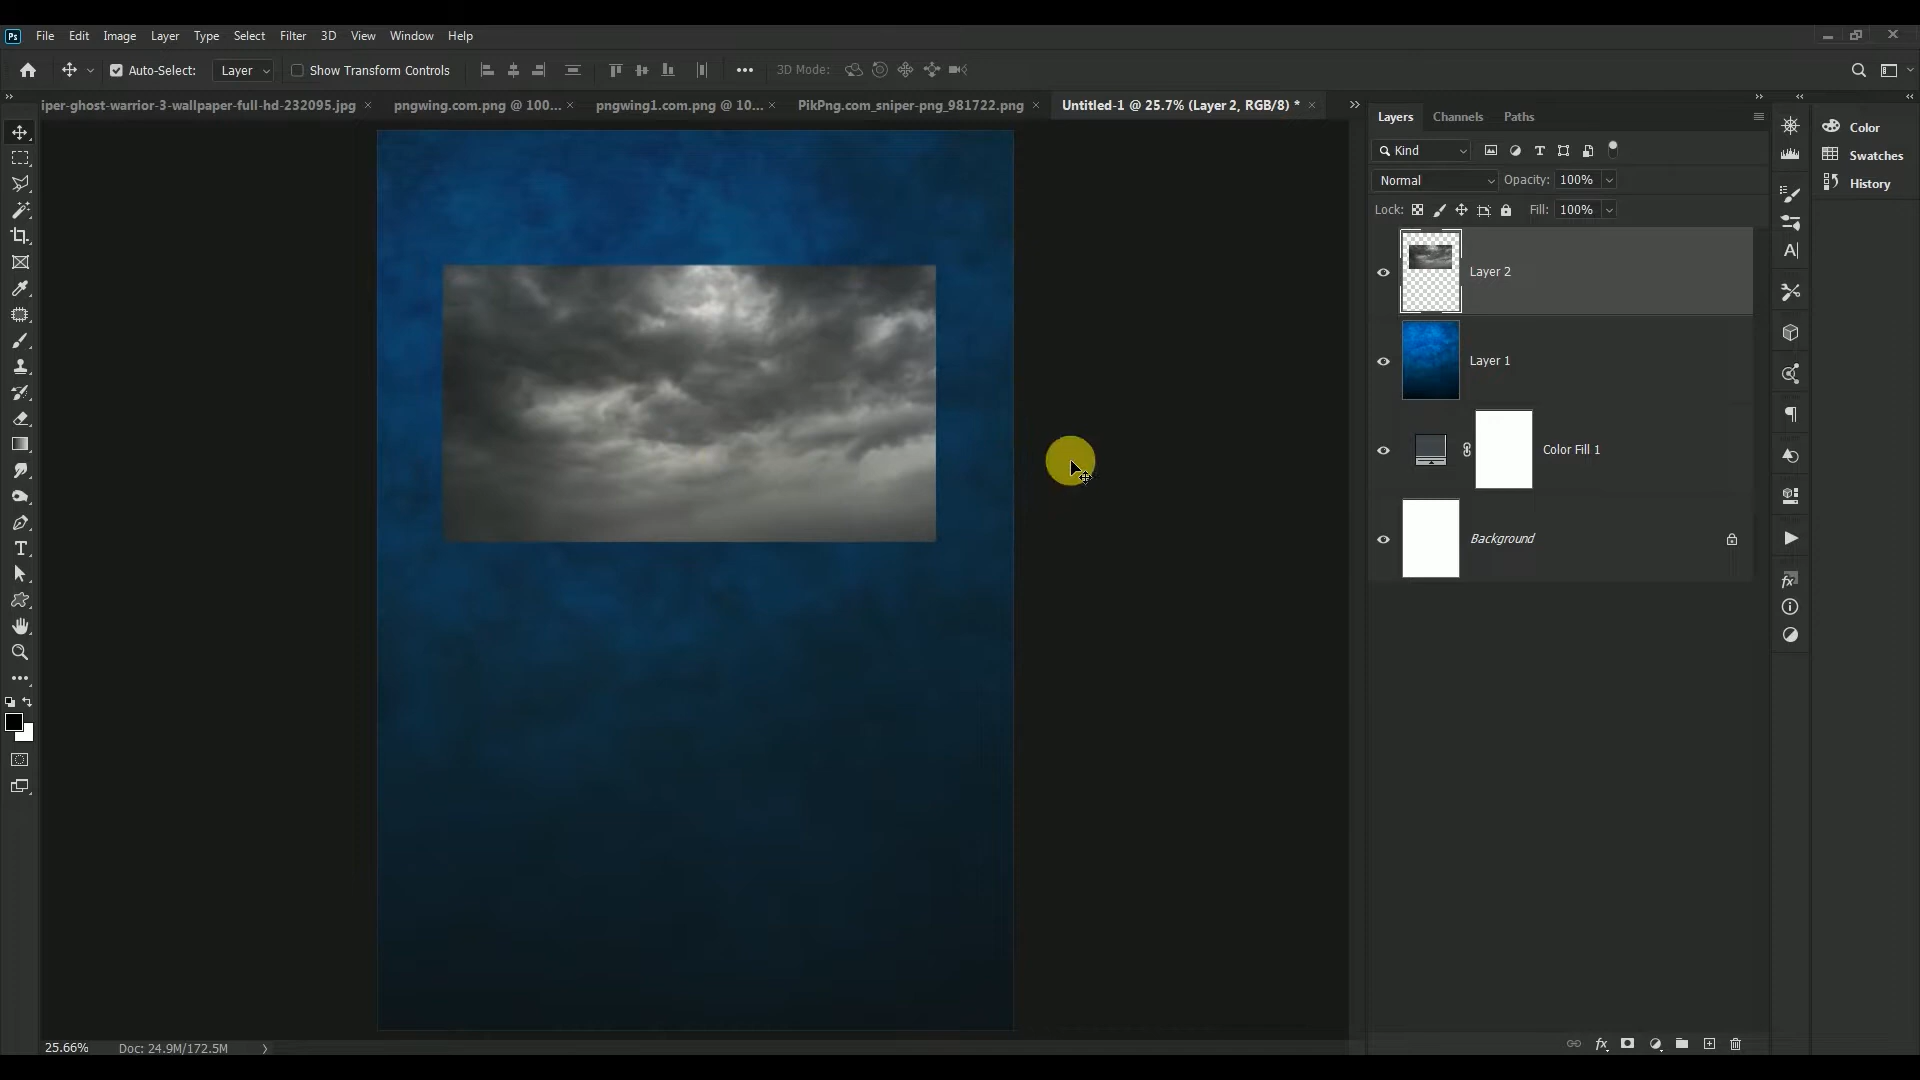 Ps File Edit Image Layer Type Select Filter 3D View Window Help
Auto-Select: Layer Show Transform Controls 3D Mode:
iper-ghost-warrior-3-wallpaper-full-hd-232095.jpg × pngwing.com.png @ 100... × pngwing1.com.png @ 10... × PikPng.com_sniper-png_981722.png × Untitled-1 @ 25.7% (Layer 2, RGB/8) * ×
Layers Channels Paths
Kind
Normal Opacity: 100%
Lock: Fill: 100%
Layer 2
Layer 1
Color Fill 1
Background
Color
Swatches
History
25.66% Doc: 24.9M/172.5M